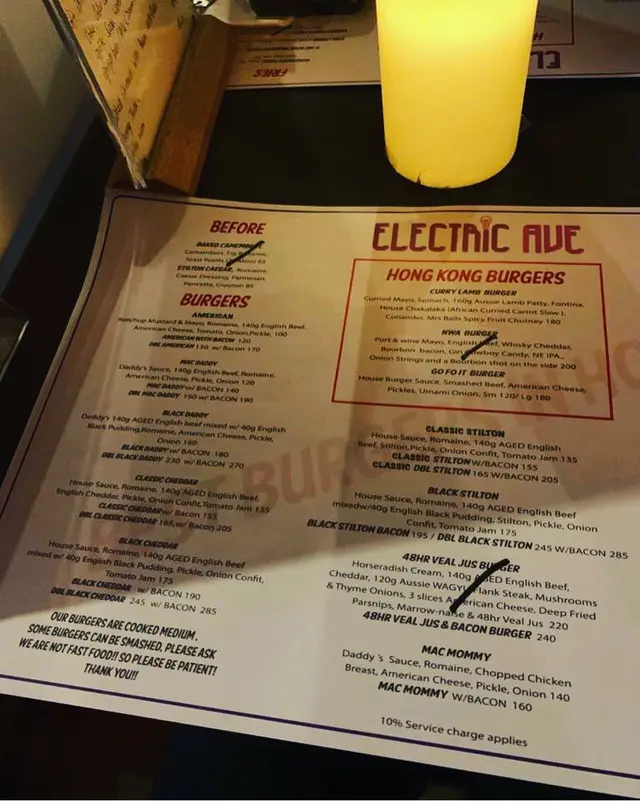 FRIES
BEFORE
BAKED CAMEMBERT
Camembert, Fig Balsamic,
Toast Points 65
STILTON CAESAR, Romaine,
Caesar Dressing, Parmesan,
Pancetta, Crouton 85
BURGERS
AMERICAN
Ketchup Mustard & Mayo, Romaine, 140g English Beef,
American Cheese, Tomato, Onion,Pickle, 100
AMERICAN WITH BACON 120
DBL AMERICAN 150 w/ Bacon 170
MAC DADDY
Daddy's Sauce, 140g English Beef, Romaine,
American Cheese, Pickle, Onion 120
MAC DADDY w/ BACON 140
DBL MAC DADDY 150 w/ BACON 190
BLACK DADDY
Deddy's 140g AGED English beef mixed w/ 40g English
Black Pudding,Romaine, American Cheese, Pickle,
Onion 160
BLACK DADDY w/ BACON 180
DBL BLACK DADDY 230 w/ BACON 270
CLASSIC CHEDDAR
House Sauce, Romaine, 140g AGED English Beef,
English Cheddar, Pickle, Onion Confit,Tomato Jam 135
CLASSIC CHEDDAR w/ Bacon 155
DBL CLASSIC CHEDDAR 165,w/ Bacon 205
BLACK CHEDDAR
House Sauce, Romaine, 140g AGED English Beef
mixed w/ 40g English Black Pudding, Pickle, Onion Confit,
Tomato Jam 175
BLACK CHEDDAR w/ BACON 190
DBL BLACK CHEDDAR 245 w/ BACON 285
OUR BURGERS ARE COOKED MEDIUM,
SOME BURGERS CAN BE SMASHED, PLEASE ASK
WE ARE NOT FAST FOOD!! SO PLEASE BE PATIENT!
THANK YOU!!
ELECTRIC AVE
HONG KONG BURGERS
CURRY LAMB BURGER
Curried Mayo, Spinach, 160g Aussie Lamb Patty, Fontina,
House Chakalaka (African Curried Carrot Slaw ),
Coriander, Mrs Balls Spicy Fruit Chutney 180
NWA BURGER
Port & wine Mayo, English Beef, Whisky Cheddar,
Bourbon bacon, Gin Cowboy Candy, NE IPA,,
Onion Strings and a Bourbon shot on the side 200
GO FO IT BURGER
House Burger Sauce, Smashed Beef, American Cheese,
Pickles, Umami Onion, Sm 120/ Lg 180
CLASSIC STILTON
House Sauce, Romaine, 140g AGED English
Beef, Stilton,Pickle, Onion Confit, Tomato Jam 135
CLASSIC STILTON W/BACON 155
CLASSIC DBL STILTON 165 W/BACON 205
BLACK STILTON
House Sauce, Romaine, 140g AGED English Beef
mixedw/40g English Black Pudding, Stilton, Pickle, Onion
Confit, Tomato Jam 175
BLACK STILTON BACON 195 / DBL BLACK STILTON 245 W/BACON 285
48HR VEAL JUS BURGER
Horseradish Cream, 140g AGED English Beef,
Cheddar, 120g Aussie WAGYU Flank Steak, Mushrooms
& Thyme Onions, 3 slices American Cheese, Deep Fried
Parsnips, Marrow-naise & 48hr Veal Jus 220
48HR VEAL JUS & BACON BURGER 240
MAC MOMMY
Daddy 's Sauce, Romaine, Chopped Chicken
Breast, American Cheese, Pickle, Onion 140
MAC MOMMY W/BACON 160
10% Service charge applies